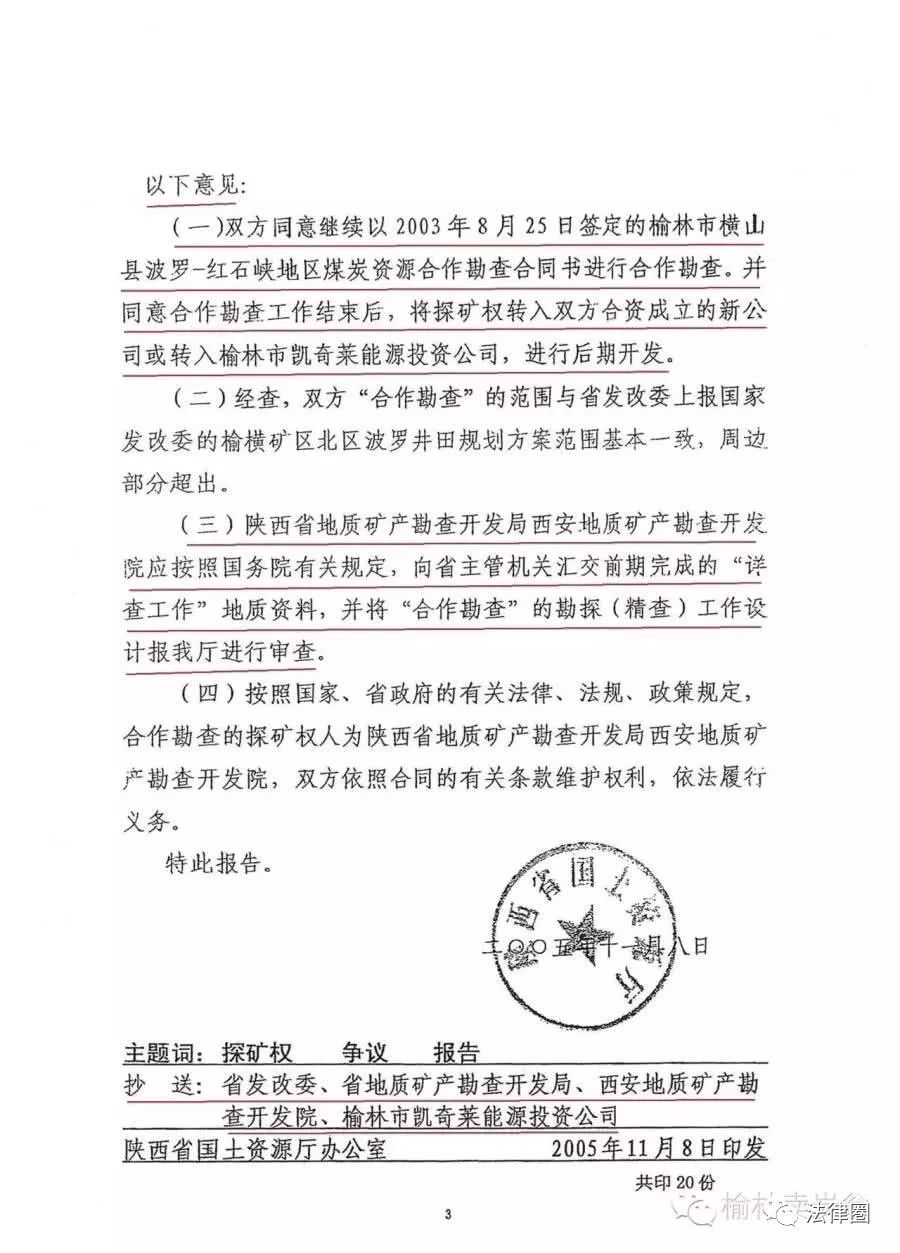 以下意见:
(一)双方同意继续以2003年8月25日签定的榆林市横山
县波罗-红石峡地区煤炭资源合作勘查合同书进行合作勘查。并
同意合作勘查工作结束后，将探矿权转入双方合资成立的新公
司或转入榆林市凯奇莱能源投资公司，进行后期开发。
(二)经查，双方“合作勘查”的范围与省发改委上报国家
发改委的榆横矿区北区波罗井田规划方案范围基本一致，周边
部分超出。
(三)陕西省地质矿产勘查开发局西安地质矿产勘查开发
院应按照国务院有关规定，向省主管机关汇交前期完成的“详
查工作”地质资料，并将“合作勘查”的勘探(精查)工作设
计报我厅进行审查。
(四)按照国家、省政府的有关法律、法规、政策规定，
合作勘查的探矿权人为陕西省地质矿产勘查开发局西安地质矿
产勘查开发院，双方依照合同的有关条款维护权利，依法履行
义务。
特此报告。
陕西省国土资源厅
二〇〇五年十一月八日
主题词: 探矿权 争议 报告
抄 送: 省发改委、省地质矿产勘查开发局、西安地质矿产勘
查开发院、榆林市凯奇莱能源投资公司
陕西省国土资源厅办公室 2005年11月8日印发
共印20份
3
法律圈